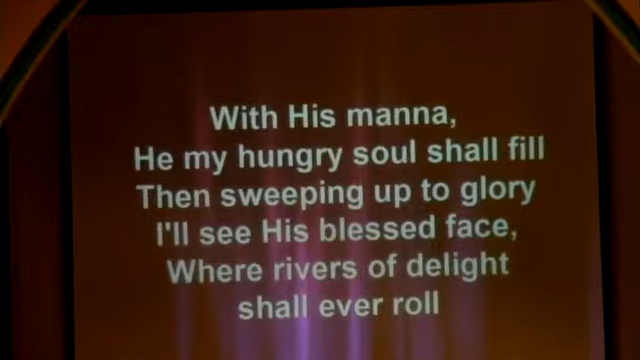 With His manna,
He my hungry soul shall fill
Then sweeping up to glory
I'll see His blessed face,
Where rivers of delight
shall ever roll